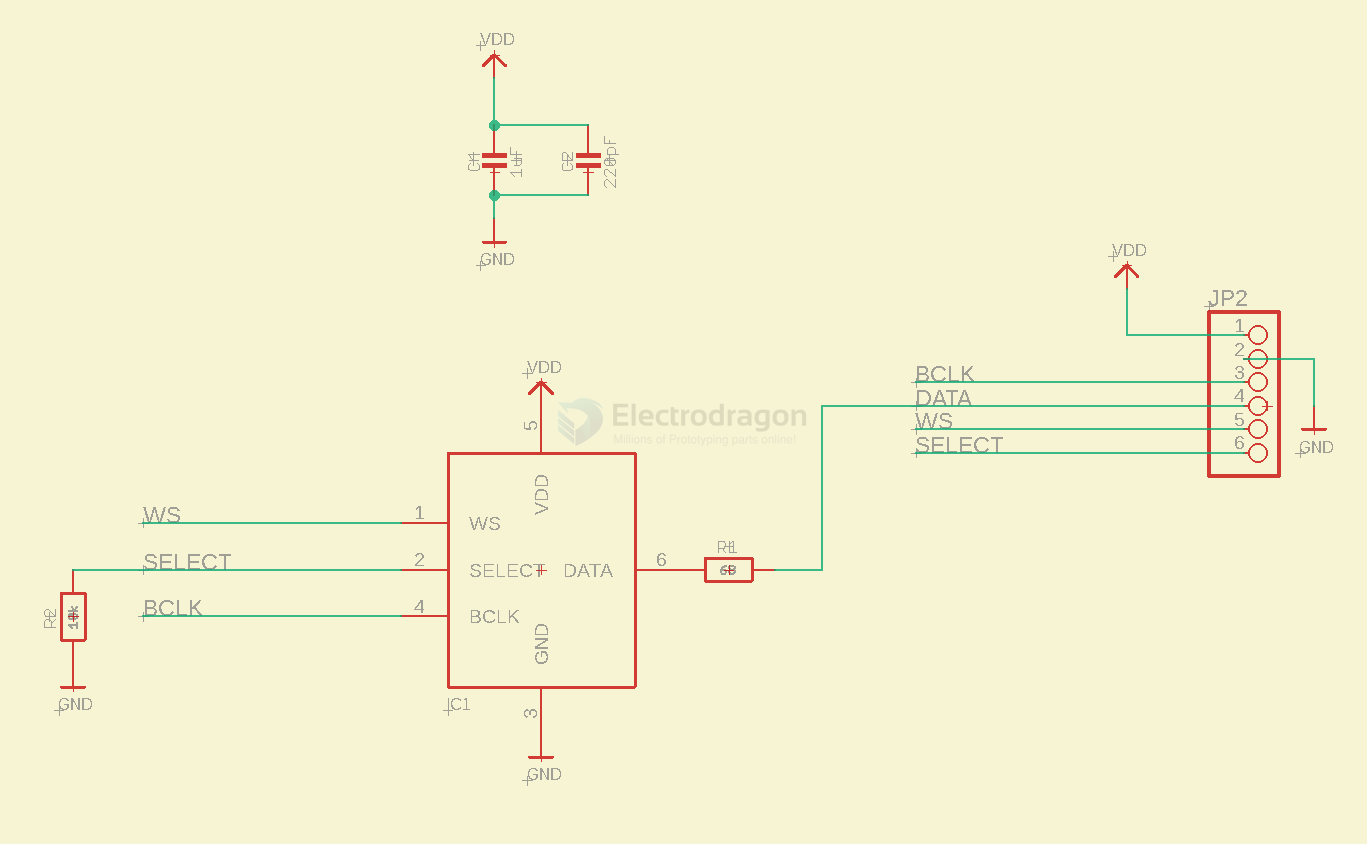 VDD
C1
1uF
C2
220pF
GND
VDD
JP2
1
2
3
4
5
6
BCLK
DATA
WS
SELECT
GND
VDD
5
Electrodragon
Millions of Prototyping parts online!
VDD
WS
1
WS
SELECT
2
SELECT
DATA
6
R1
68
BCLK
4
BCLK
GND
R2
10k
GND
IC1
3
GND